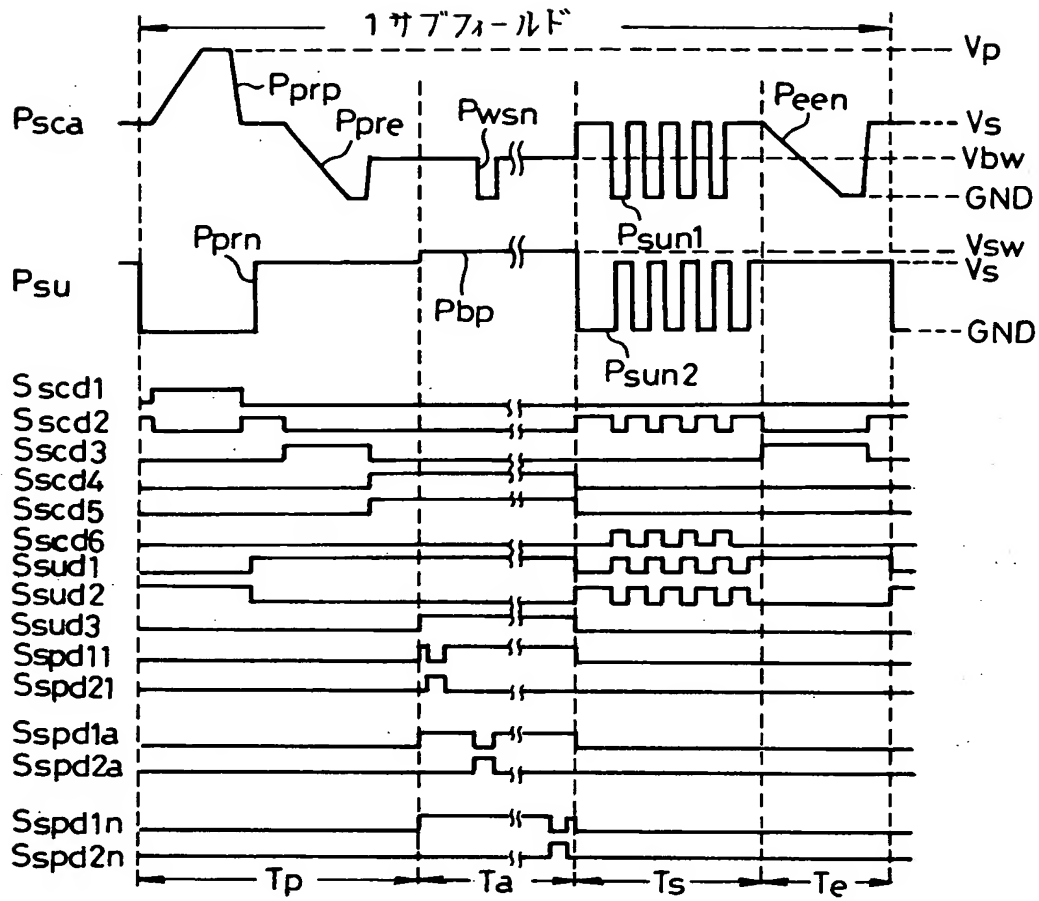 1サブフィールド
Vp
Pprp
Psca
Ppre
Pwsn
Peen
Vs
Vbw
GND
Psun1
Pprn
Vsw
Psu
Pbp
Vs
GND
Psun2
Sscd1
Sscd2
Sscd3
Sscd4
Sscd5
Sscd6
Ssud1
Ssud2
Ssud3
Sspd11
Sspd21
Sspd1a
Sspd2a
Sspd1n
Sspd2n
Tp Ta Ts Te